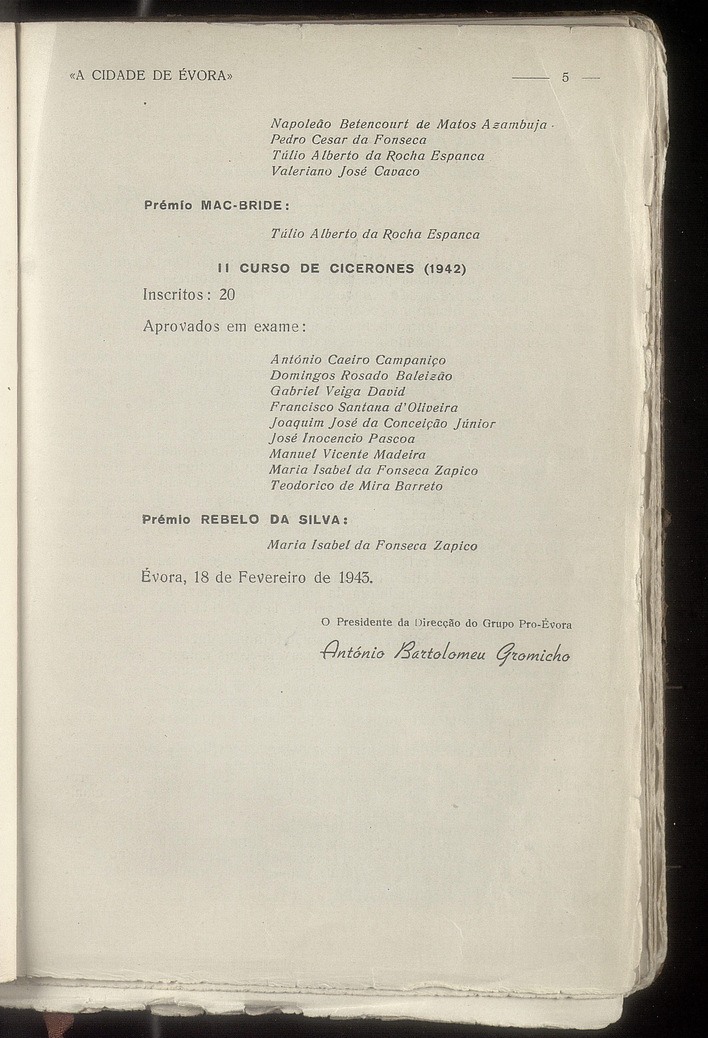 «A CIDADE DE ÉVORA» 5
Napoleão Betencourt de Matos Azambuja
Pedro Cesar da Fonseca
Túlio Alberto da Rocha Espanca
Valeriano José Cavaco
Prémio MAC-BRIDE:
Túlio Alberto da Rocha Espanca
II CURSO DE CICERONES (1942)
Inscritos: 20
Aprovados em exame:
António Caeiro Campaniço
Domingos Rosado Baleizão
Gabriel Veiga David
Francisco Santana d'Oliveira
Joaquim José da Conceição Júnior
José Inocencio Pascoa
Manuel Vicente Madeira
Maria Isabel da Fonseca Zapico
Teodorico de Mira Barreto
Prémio REBELO DA SILVA:
Maria Isabel da Fonseca Zapico
Évora, 18 de Fevereiro de 1943.
O Presidente da Direcção do Grupo Pro-Évora
António Bartolomeu Gromicho